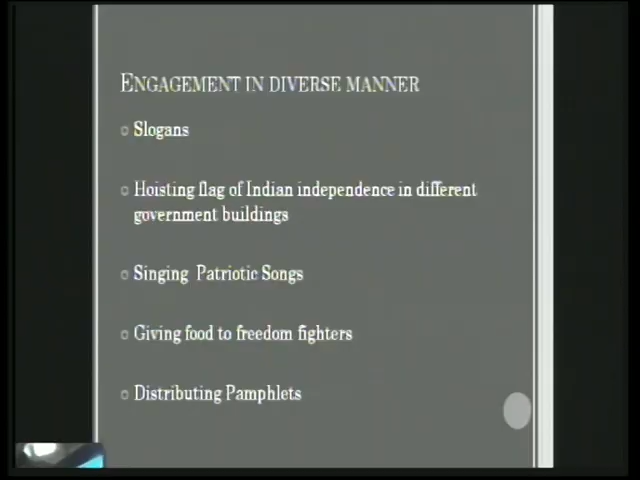 ENGAGEMENT IN DIVERSE MANNER
Slogans
Hoisting flag of Indian independence in different
government buildings
Singing Patriotic Songs
Giving food to freedom fighters
Distributing Pamphlets